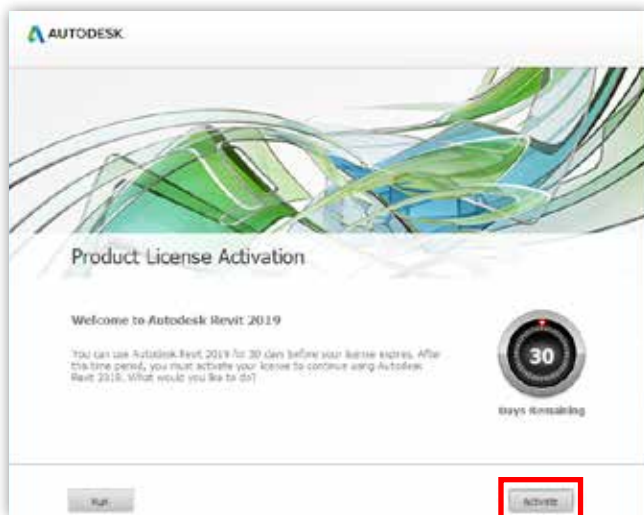 AUTODESK
Product License Activation
Welcome to Autodesk Revit 2019
You can use Autodesk Revit 2019 for 30 days before your license expires. After
this time period, you must activate your license to continue using Autodesk
Revit 2019. What would you like to do?
30
Days Remaining
Run
Activate